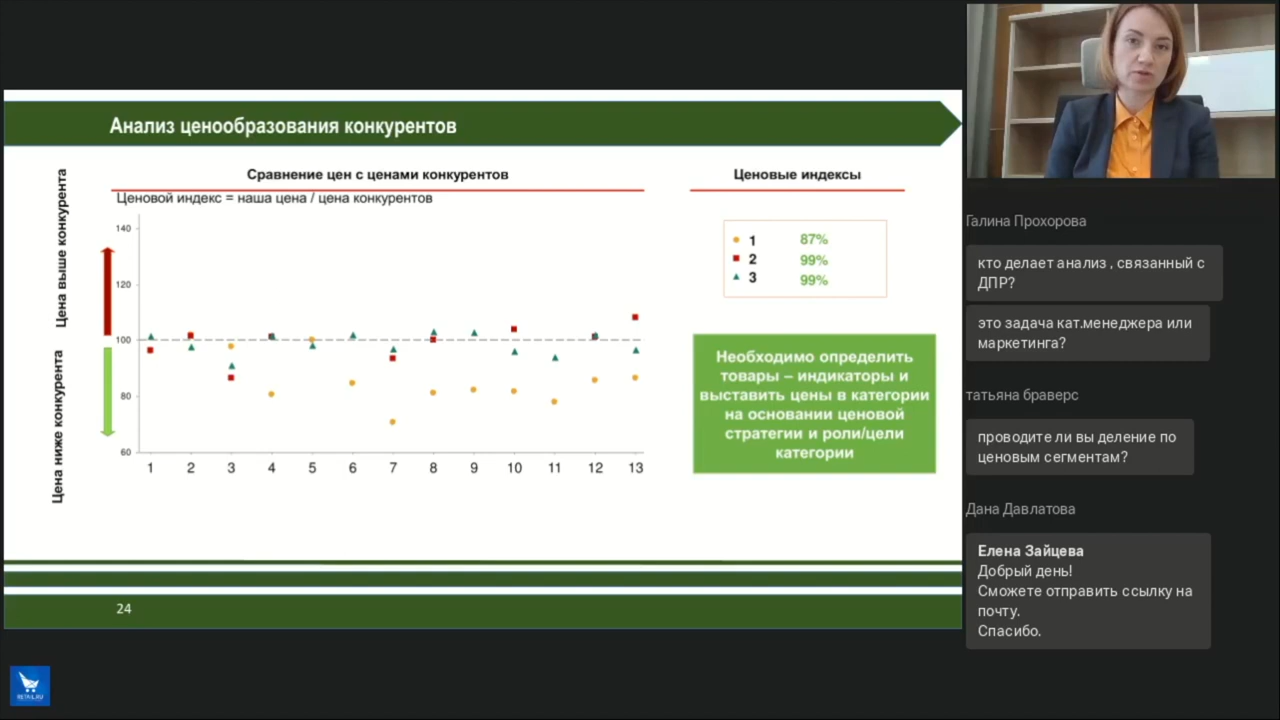 Анализ ценообразования конкурентов
Сравнение цен с ценами конкурентов
Ценовой индекс = наша цена / цена конкурентов
Цена выше конкурента
Цена ниже конкурента
140
120
100
80
60
1 2 3 4 5 6 7 8 9 10 11 12 13
Ценовые индексы
1 87%
2 99%
3 99%
Необходимо определить
товары – индикаторы и
выставить цены в категории
на основании ценовой
стратегии и роли/цели
категории
24
RETAIL.RU
Галина Прохорова
кто делает анализ , связанный с
ДПР?
это задача кат.менеджера или
маркетинга?
татьяна браверс
проводите ли вы деление по
ценовым сегментам?
Дана Давлатова
Елена Зайцева
Добрый день!
Сможете отправить ссылку на
почту.
Спасибо.